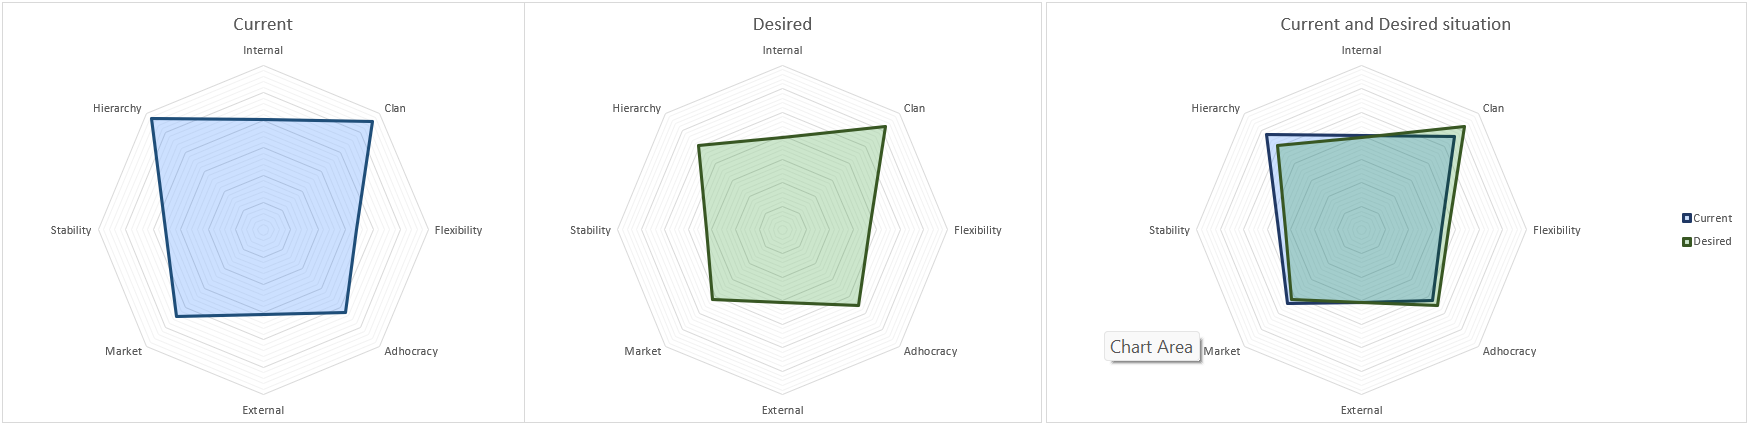 Current
Internal
Hierarchy
Clan
Stability
Flexibility
Market
Adhocracy
External
Desired
Internal
Hierarchy
Clan
Stability
Flexibility
Market
Adhocracy
External
Current and Desired situation
Internal
Hierarchy
Clan
Stability
Flexibility
Market
Adhocracy
External
Current
Desired
Chart Area